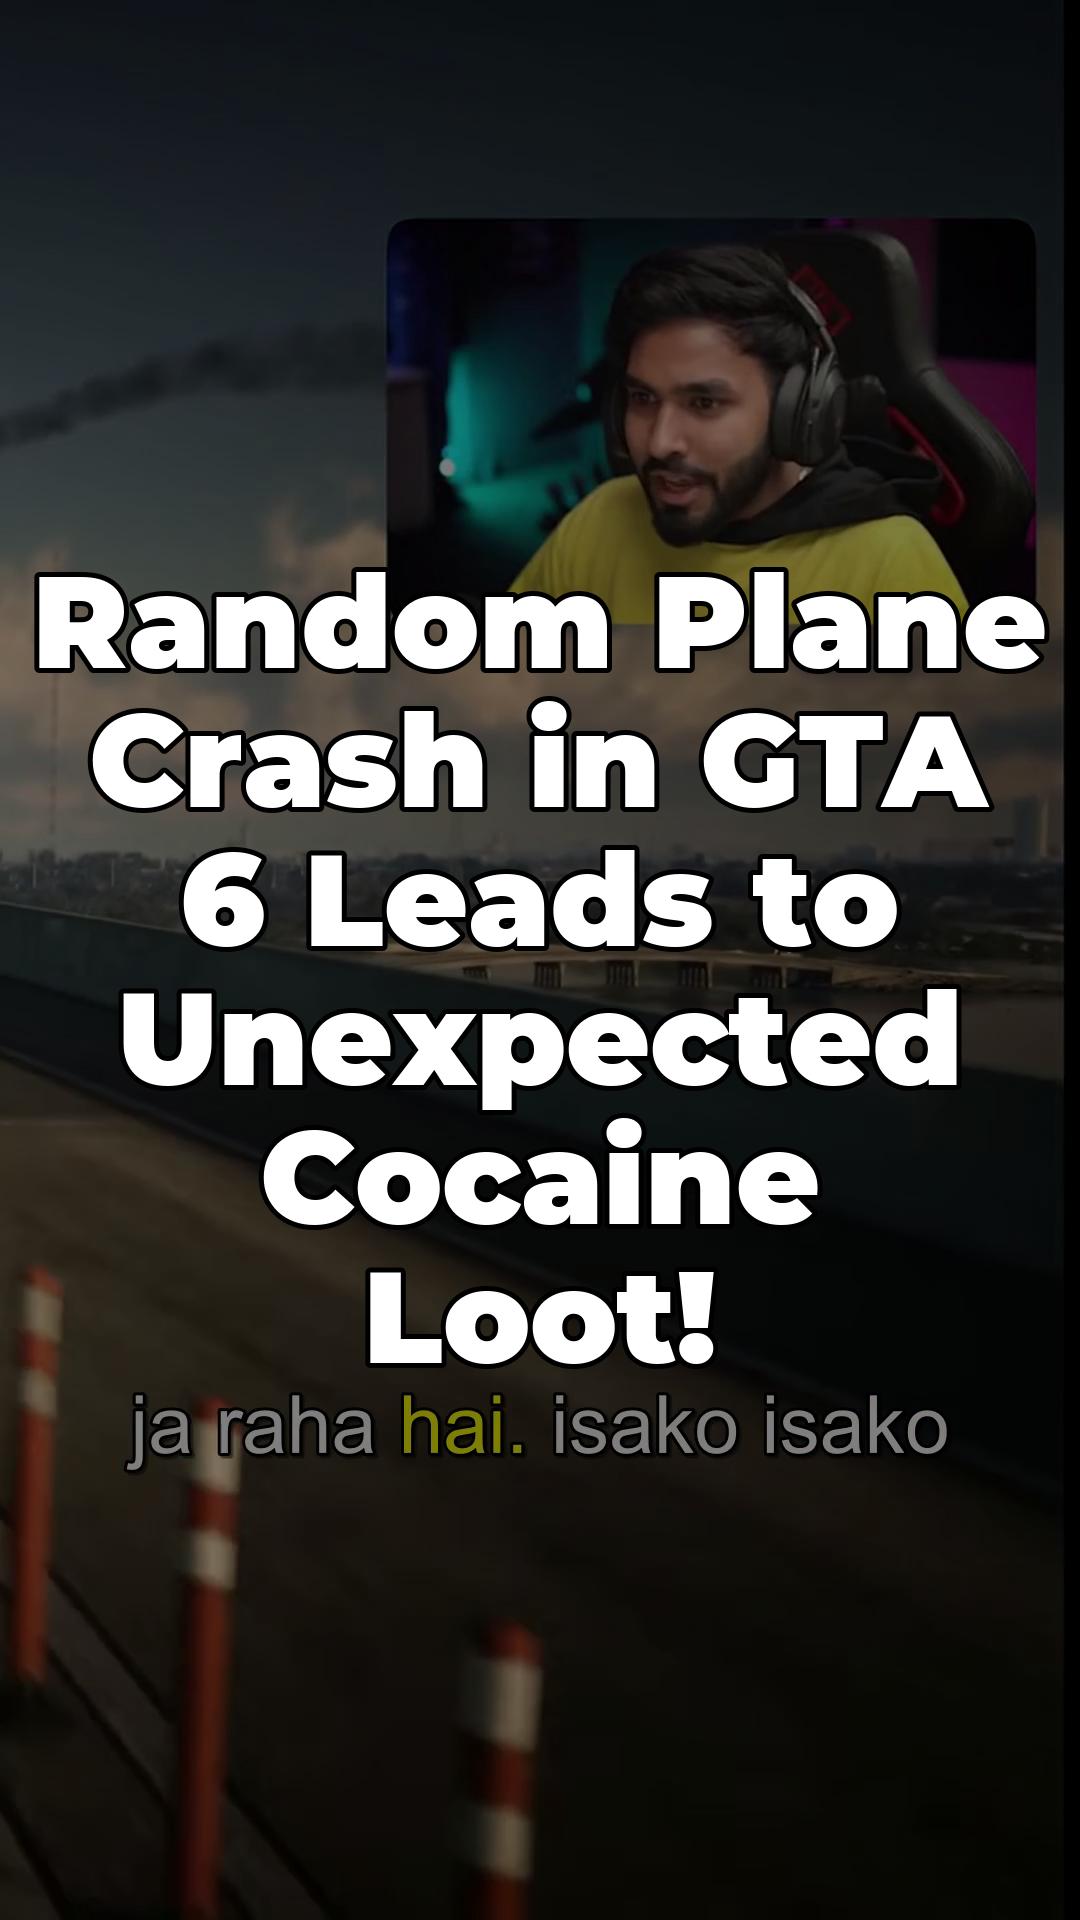 Random Plane
Crash in GTA
6 Leads to
Unexpected
Cocaine
Loot!
ja raha hai. isako isako